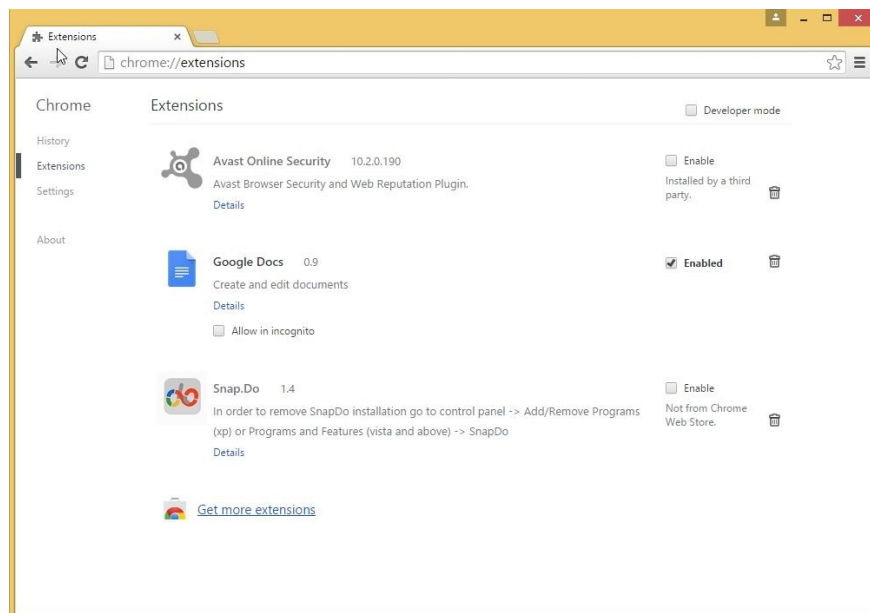 Extensions
chrome://extensions
Chrome
Extensions
Developer mode
History
Extensions
Settings
About
Avast Online Security 10.2.0.190
Enable
Avast Browser Security and Web Reputation Plugin.
Installed by a third
party.
Details
Google Docs 0.9
Enabled
Create and edit documents
Details
Allow in incognito
Snap.Do 1.4
Enable
In order to remove SnapDo installation go to control panel -> Add/Remove Programs
(xp) or Programs and Features (vista and above) -> SnapDo
Not from Chrome
Web Store.
Details
Get more extensions